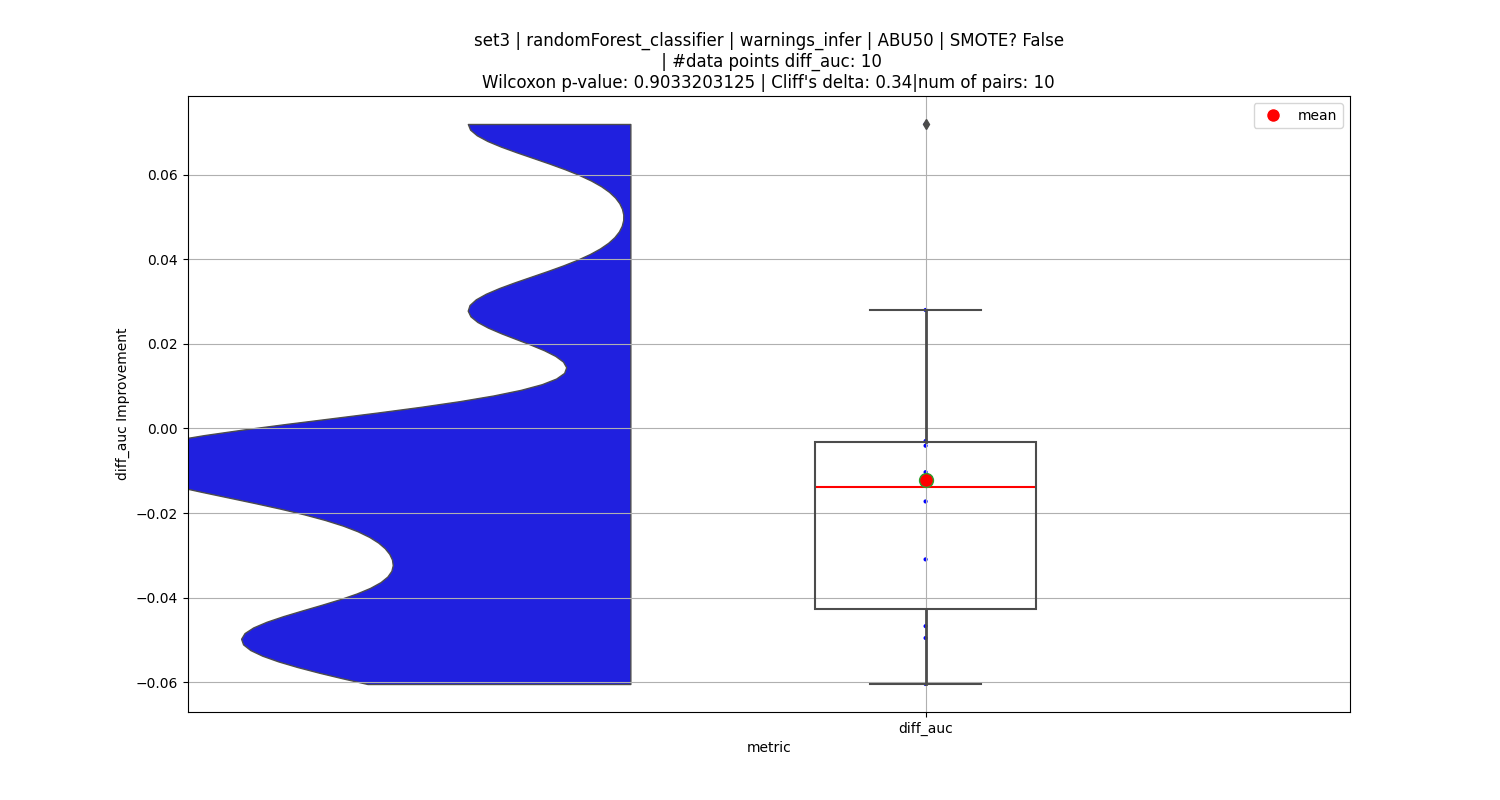 set3 | randomForest_classifier | warnings_infer | ABU50 | SMOTE? False
| #data points diff_auc: 10
Wilcoxon p-value: 0.9033203125 | Cliff's delta: 0.34|num of pairs: 10
mean
0.06
0.04
0.02
0.00
−0.02
−0.04
−0.06
diff_auc Improvement
diff_auc
metric